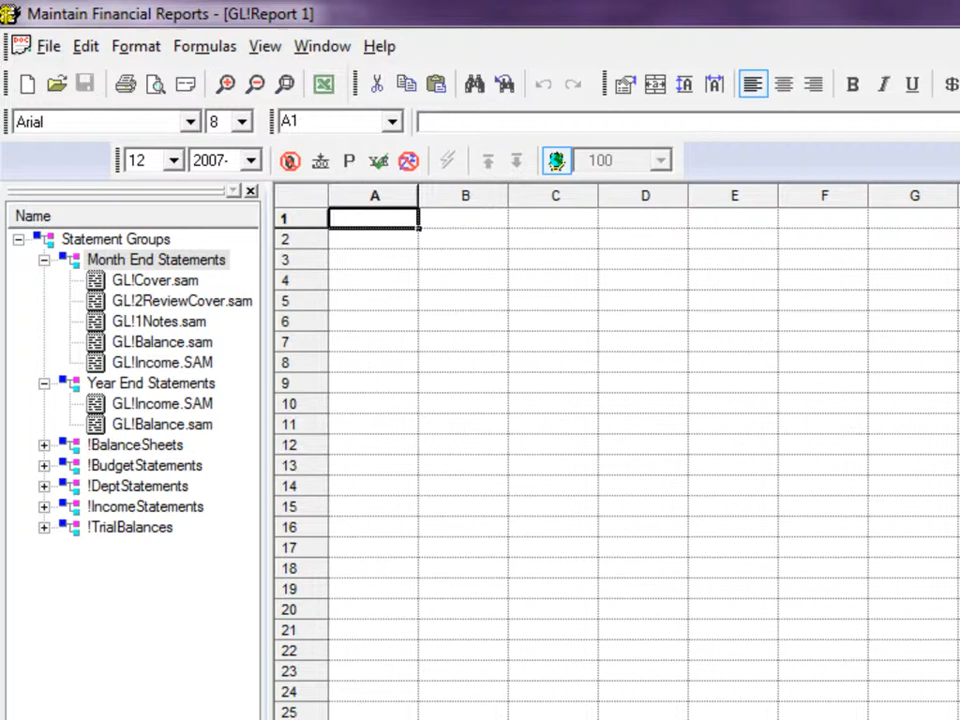 Maintain Financial Reports - [GL!Report 1]
File Edit Format Formulas View Window Help
B I U $
Arial 8 A1
12 2007- P 100
A B C D E F G
Name
Statement Groups
Month End Statements
GL!Cover.sam
GL!2ReviewCover.sam
GL!1Notes.sam
GL!Balance.sam
GL!Income.SAM
Year End Statements
GL!Income.SAM
GL!Balance.sam
!BalanceSheets
!BudgetStatements
!DeptStatements
!IncomeStatements
!TrialBalances
1
2
3
4
5
6
7
8
9
10
11
12
13
14
15
16
17
18
19
20
21
22
23
24
25